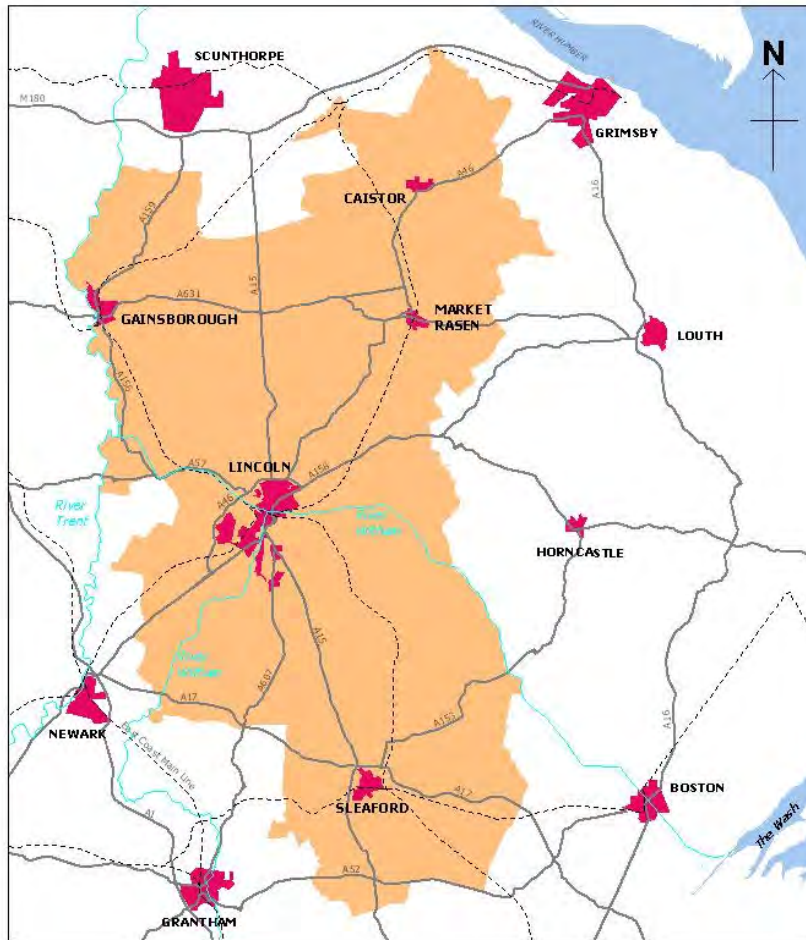 SCUNTHORPE
RIVER HUMBER
N
M180
GRIMSBY
A46
CAISTOR
A16
A159
A15
A631
GAINSBOROUGH
MARKET
RASEN
LOUTH
A156
A57
LINCOLN
A158
A46
River
Trent
River
Witham
HORNCASTLE
A15
River
Witham
A607
A17
NEWARK
East Coast Main Line
A153
A16
SLEAFORD
A17
BOSTON
A1
The Wash
A52
GRANTHAM